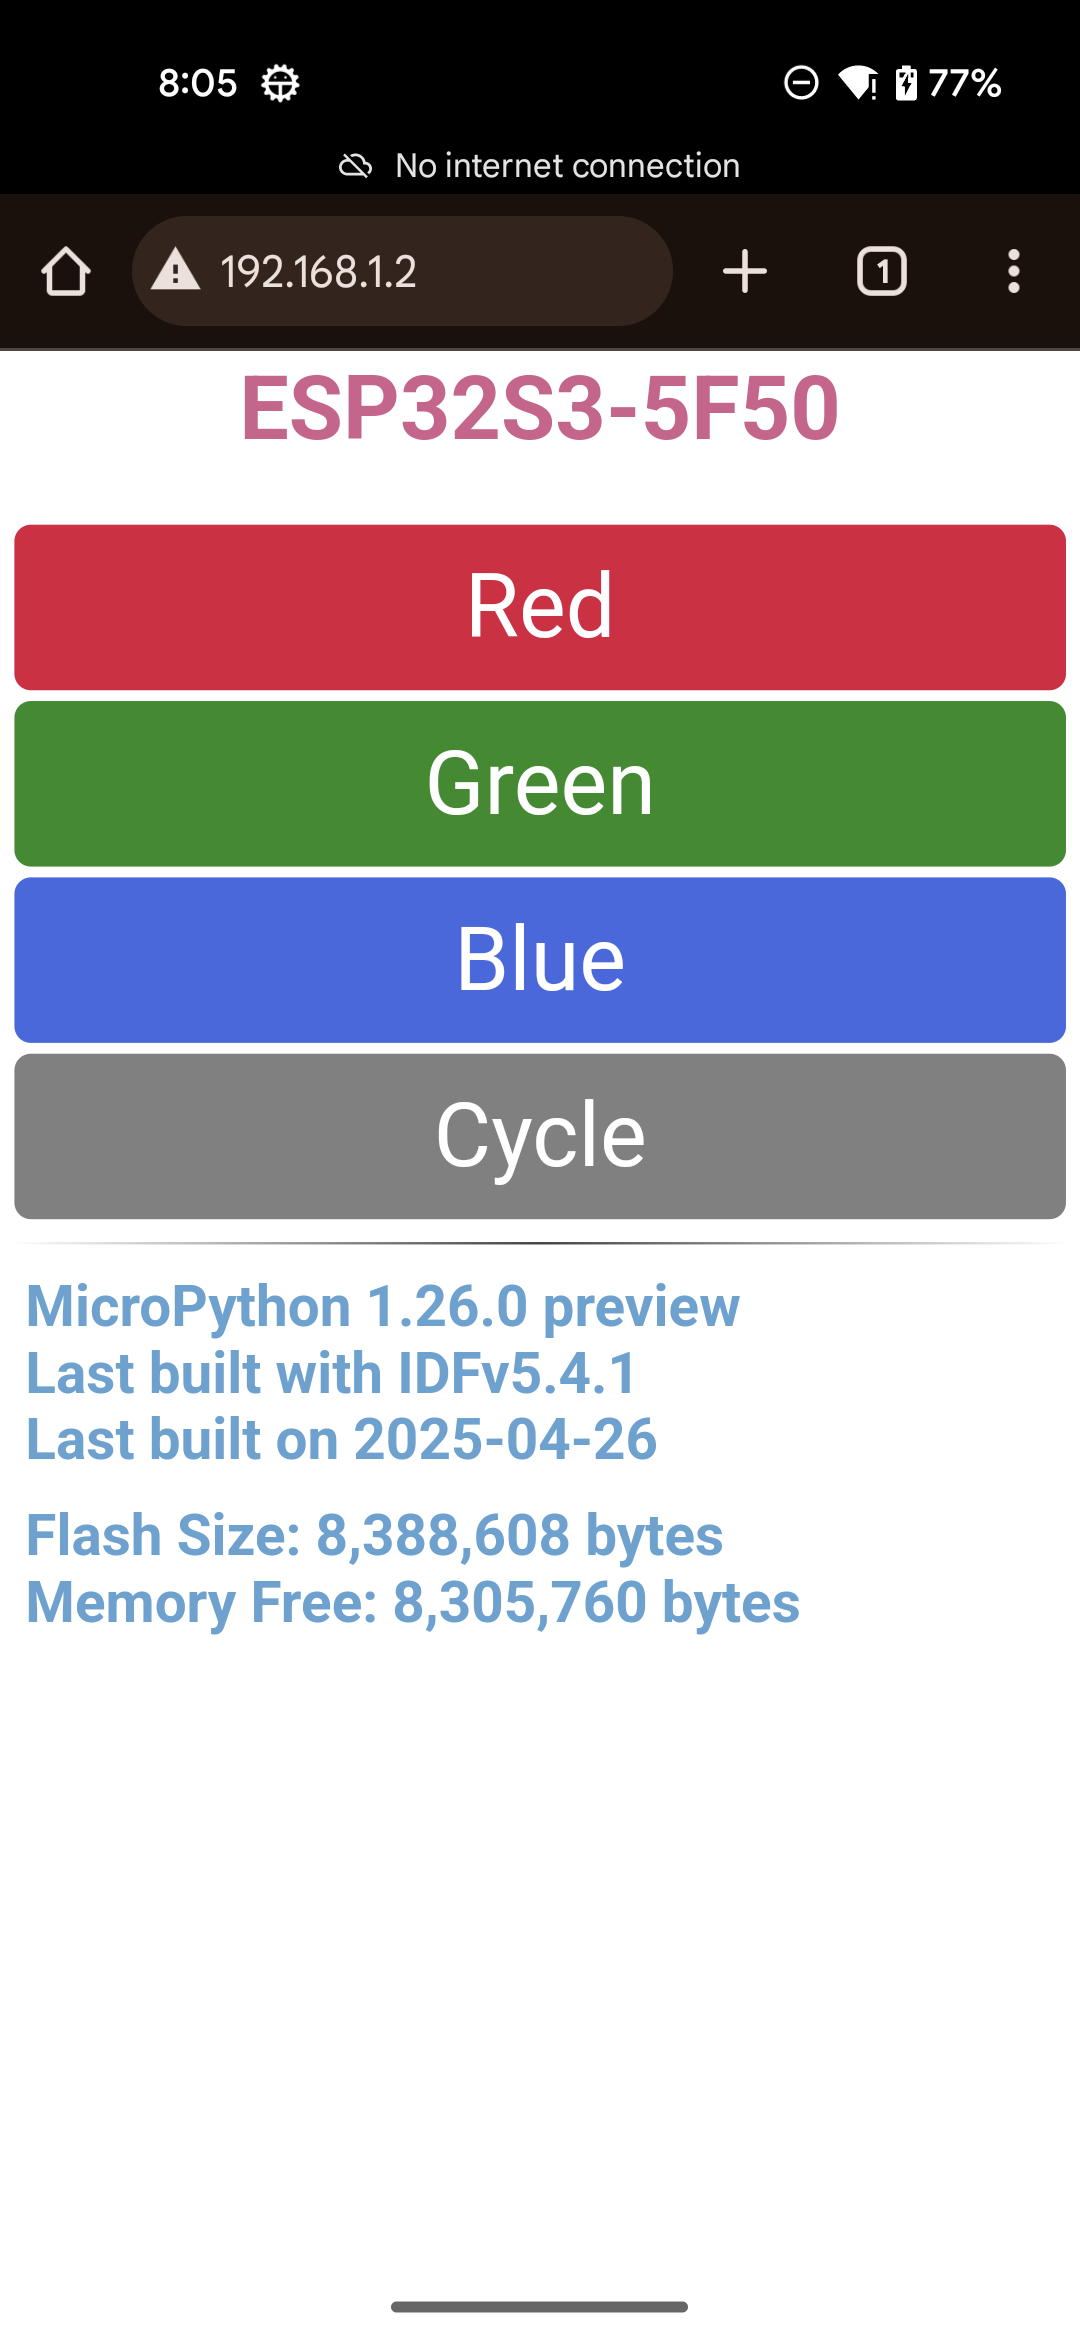 8:05
77%
No internet connection
192.168.1.2
1
ESP32S3-5F50
Red
Green
Blue
Cycle
MicroPython 1.26.0 preview
Last built with IDFv5.4.1
Last built on 2025-04-26
Flash Size: 8,388,608 bytes
Memory Free: 8,305,760 bytes